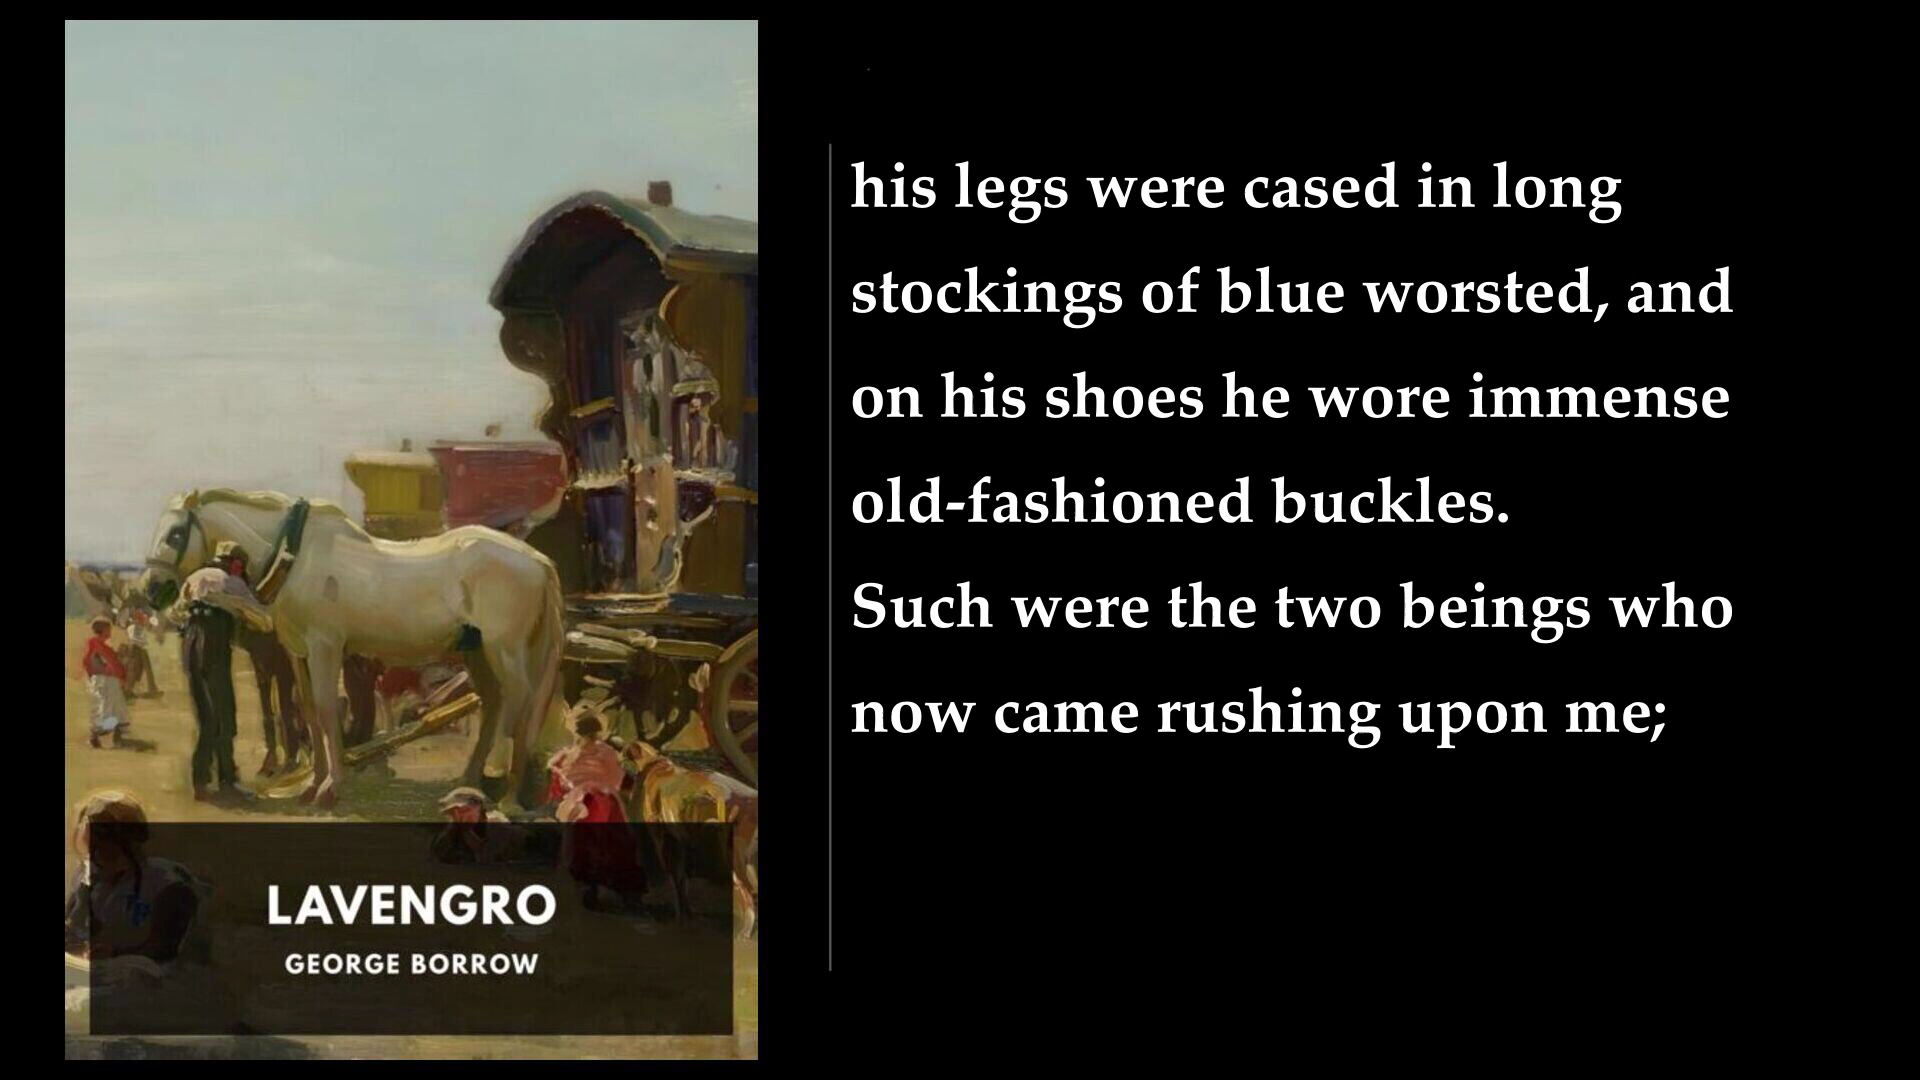 his legs were cased in long
stockings of blue worsted, and
on his shoes he wore immense
old-fashioned buckles.
Such were the two beings who
now came rushing upon me;
LAVENGRO
GEORGE BORROW